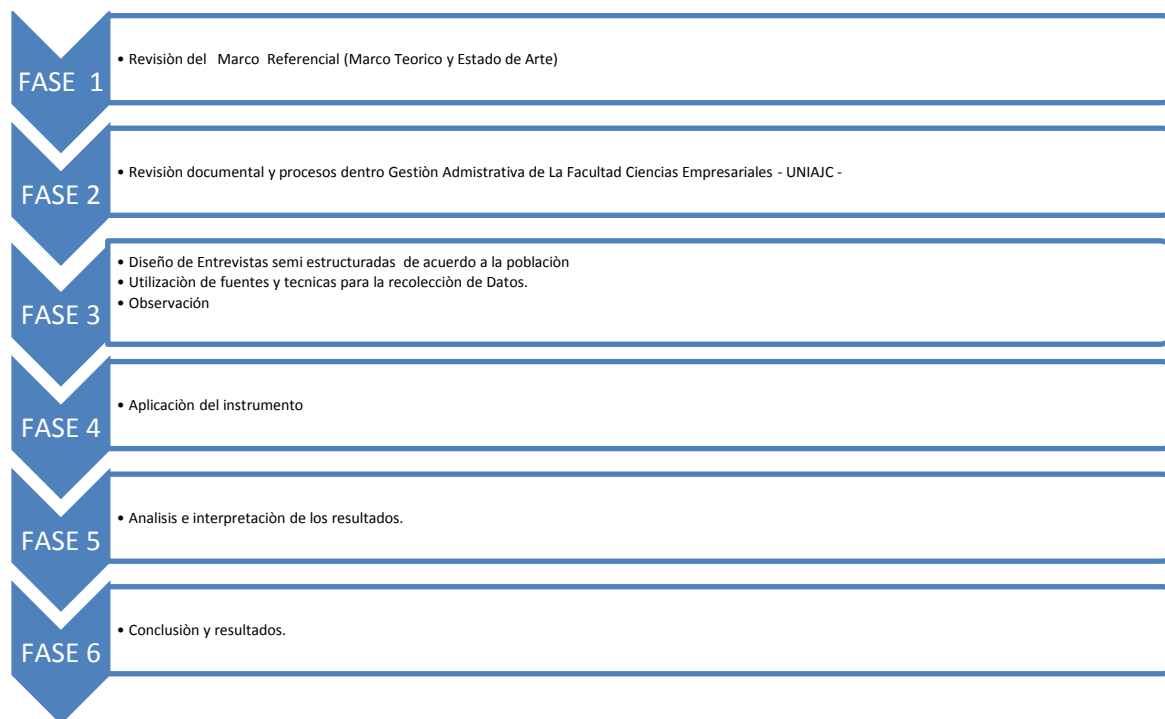 FASE 1
• Revisiòn del Marco Referencial (Marco Teorico y Estado de Arte)
FASE 2
• Revisiòn documental y procesos dentro Gestiòn Admistrativa de La Facultad Ciencias Empresariales - UNIAJC -
FASE 3
• Diseño de Entrevistas semi estructuradas de acuerdo a la poblaciòn
• Utilizaciòn de fuentes y tecnicas para la recolecciòn de Datos.
• Observación
FASE 4
• Aplicaciòn del instrumento
FASE 5
• Analisis e interpretaciòn de los resultados.
FASE 6
• Conclusiòn y resultados.